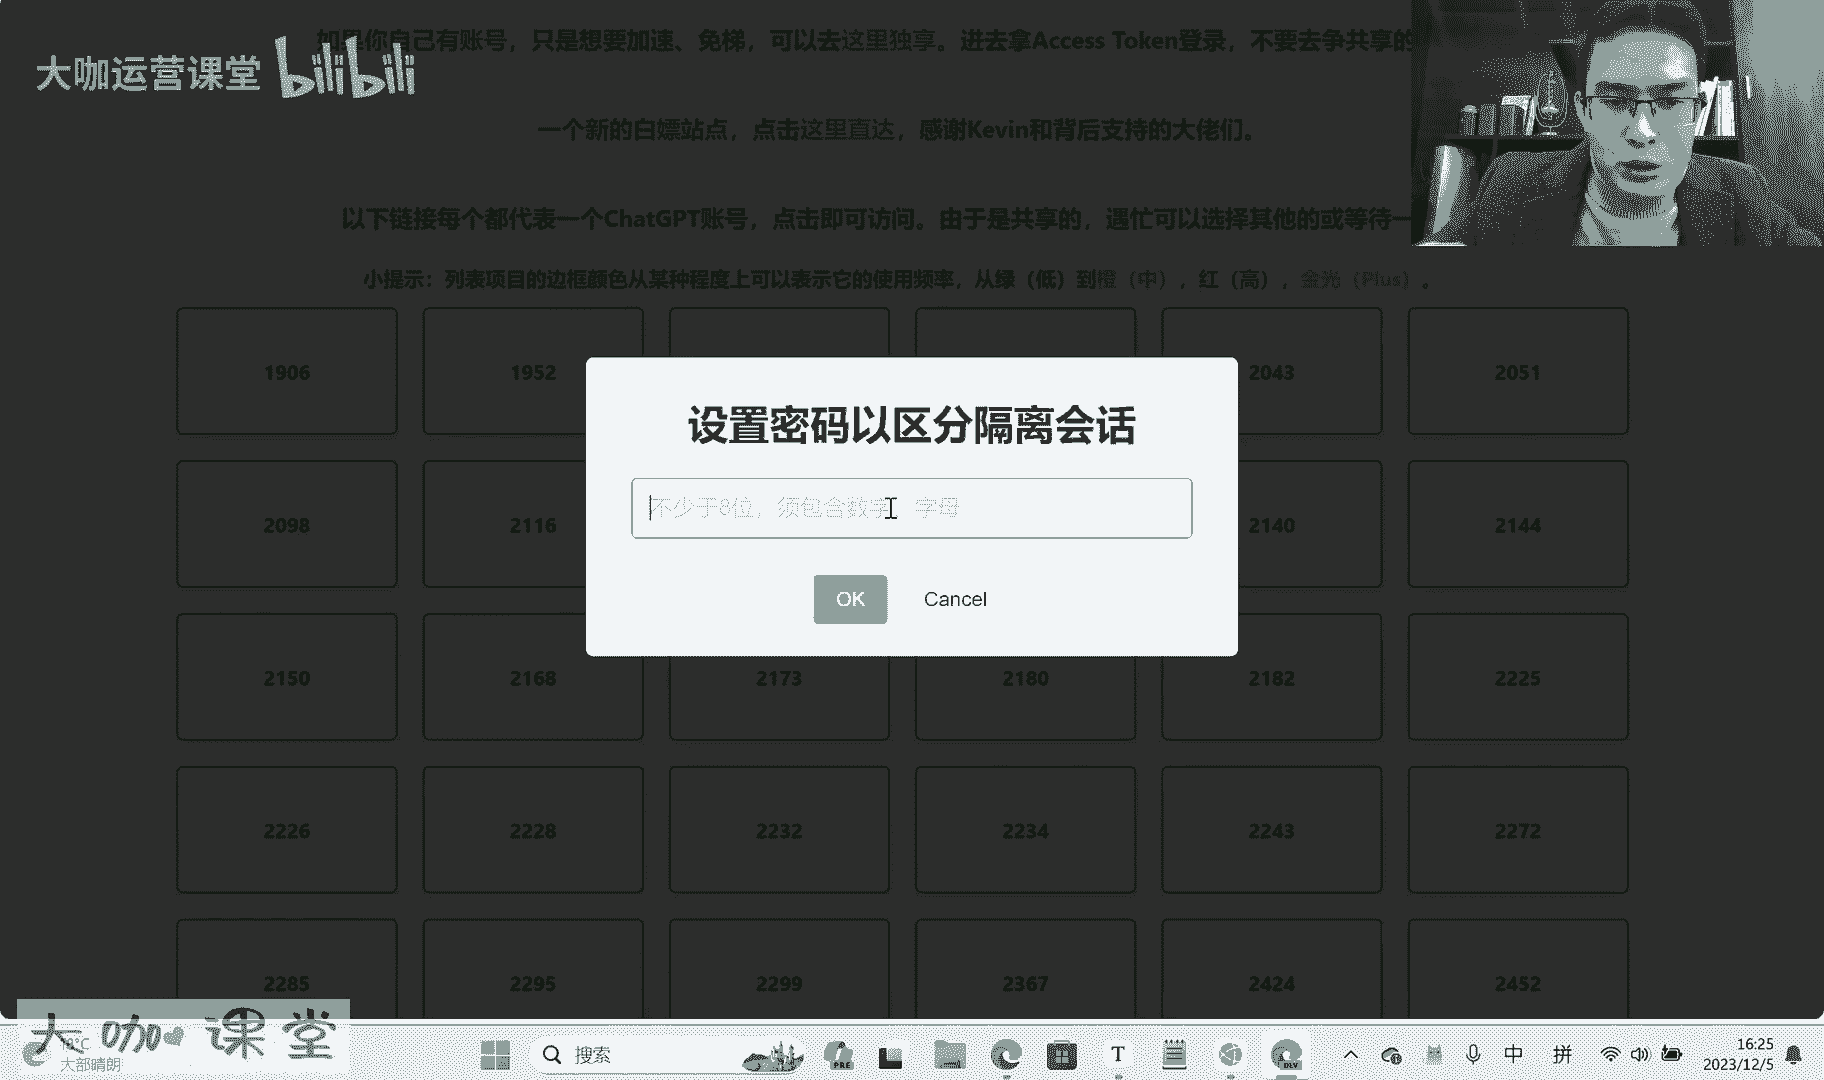 如果你自己有账号，只是想要加速、免梯，可以去这里独享。进去拿Access Token登录，不要去争共享的
大咖运营课堂 bilibili
一个新的白嫖站点，点击这里直达，感谢Kevin和背后支持的大佬们。
以下链接每个都代表一个ChatGPT账号，点击即可访问。由于是共享的，遇忙可以选择其他的或等待一
小提示：列表项目的边框颜色从某种程度上可以表示它的使用频率，从绿（低）到橙（中），红（高），金光（Plus）。
1906 1952 2043 2051
设置密码以区分隔离会话
不少于8位，须包含数字、字母
2098 2116 2140 2144
OK Cancel
2150 2168 2173 2180 2182 2225
2226 2228 2232 2234 2243 2272
2285 2295 2299 2367 2424 2452
大咖课堂
大部晴朗
搜索
PRE
DEV
中 拼
16:25
2023/12/5